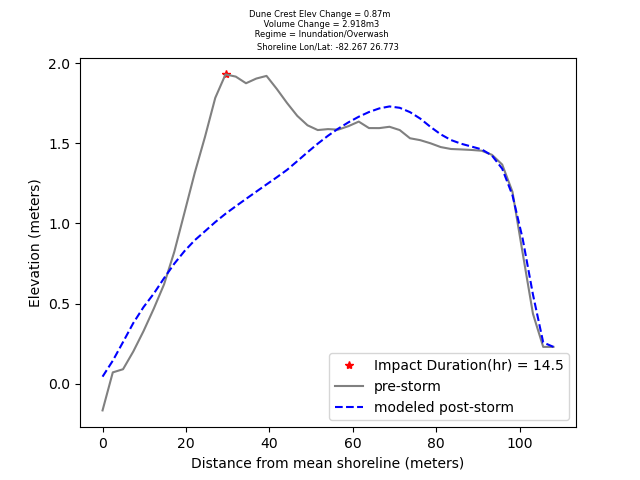 Dune Crest Elev Change = 0.87m
Volume Change = 2.918m3
Regime = Inundation/Overwash
Shoreline Lon/Lat: -82.267 26.773
2.0
1.5
1.0
0.5
0.0
Elevation (meters)
Impact Duration(hr) = 14.5
pre-storm
modeled post-storm
0 20 40 60 80 100
Distance from mean shoreline (meters)